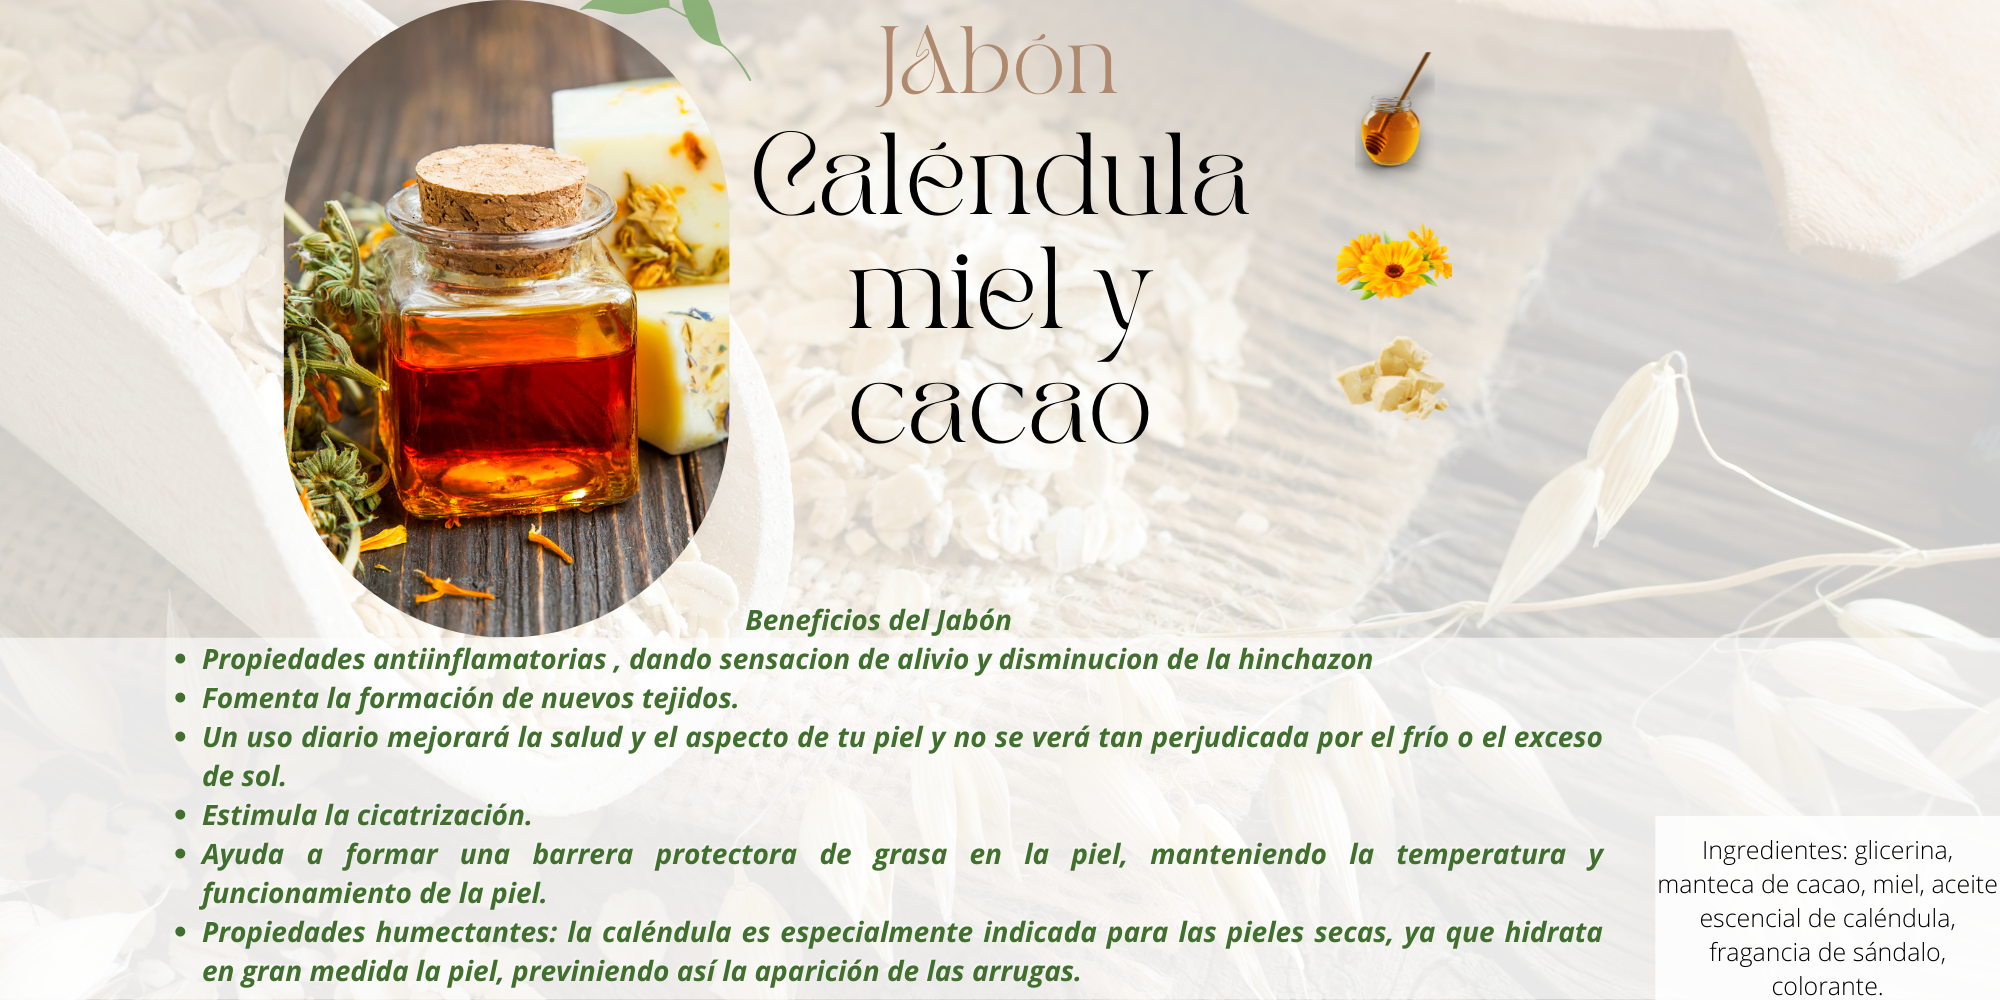 JAbón
Caléndula
miel y
cacao
Beneficios del Jabón
• Propiedades antiinflamatorias , dando sensacion de alivio y disminucion de la hinchazon
• Fomenta la formación de nuevos tejidos.
• Un uso diario mejorará la salud y el aspecto de tu piel y no se verá tan perjudicada por el frío o el exceso
de sol.
• Estimula la cicatrización.
• Ayuda a formar una barrera protectora de grasa en la piel, manteniendo la temperatura y
funcionamiento de la piel.
• Propiedades humectantes: la caléndula es especialmente indicada para las pieles secas, ya que hidrata
en gran medida la piel, previniendo así la aparición de las arrugas.
Ingredientes: glicerina,
manteca de cacao, miel, aceite
escencial de caléndula,
fragancia de sándalo,
colorante.